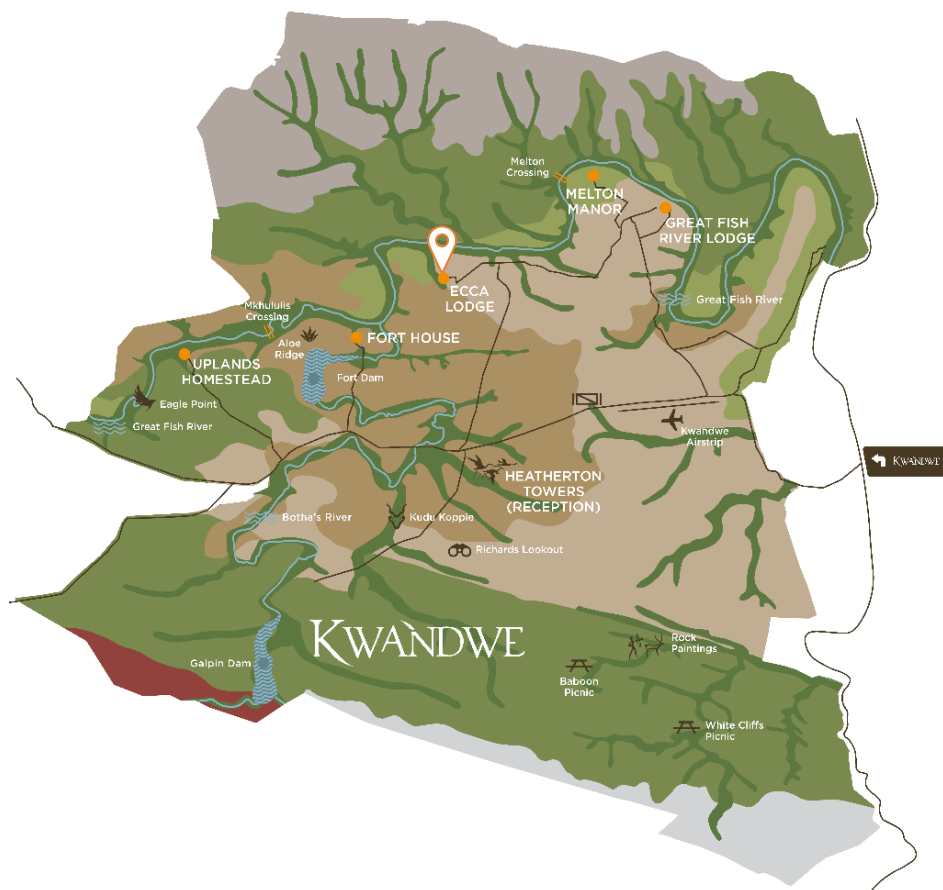 Melton
Crossing
MELTON
MANOR
GREAT FISH
RIVER LODGE
ECCA
LODGE
Great Fish River
Mkhululis
Crossing
Aloe
Ridge
FORT HOUSE
UPLANDS
HOMESTEAD
Fort Dam
Eagle Point
Great Fish River
Kwandwe
Airstrip
KWANDWE
HEATHERTON
TOWERS
(RECEPTION)
Botha's River
Kudu Koppie
Richards Lookout
KWANDWE
Rock
Paintings
Galpin Dam
Baboon
Picnic
White Cliffs
Picnic